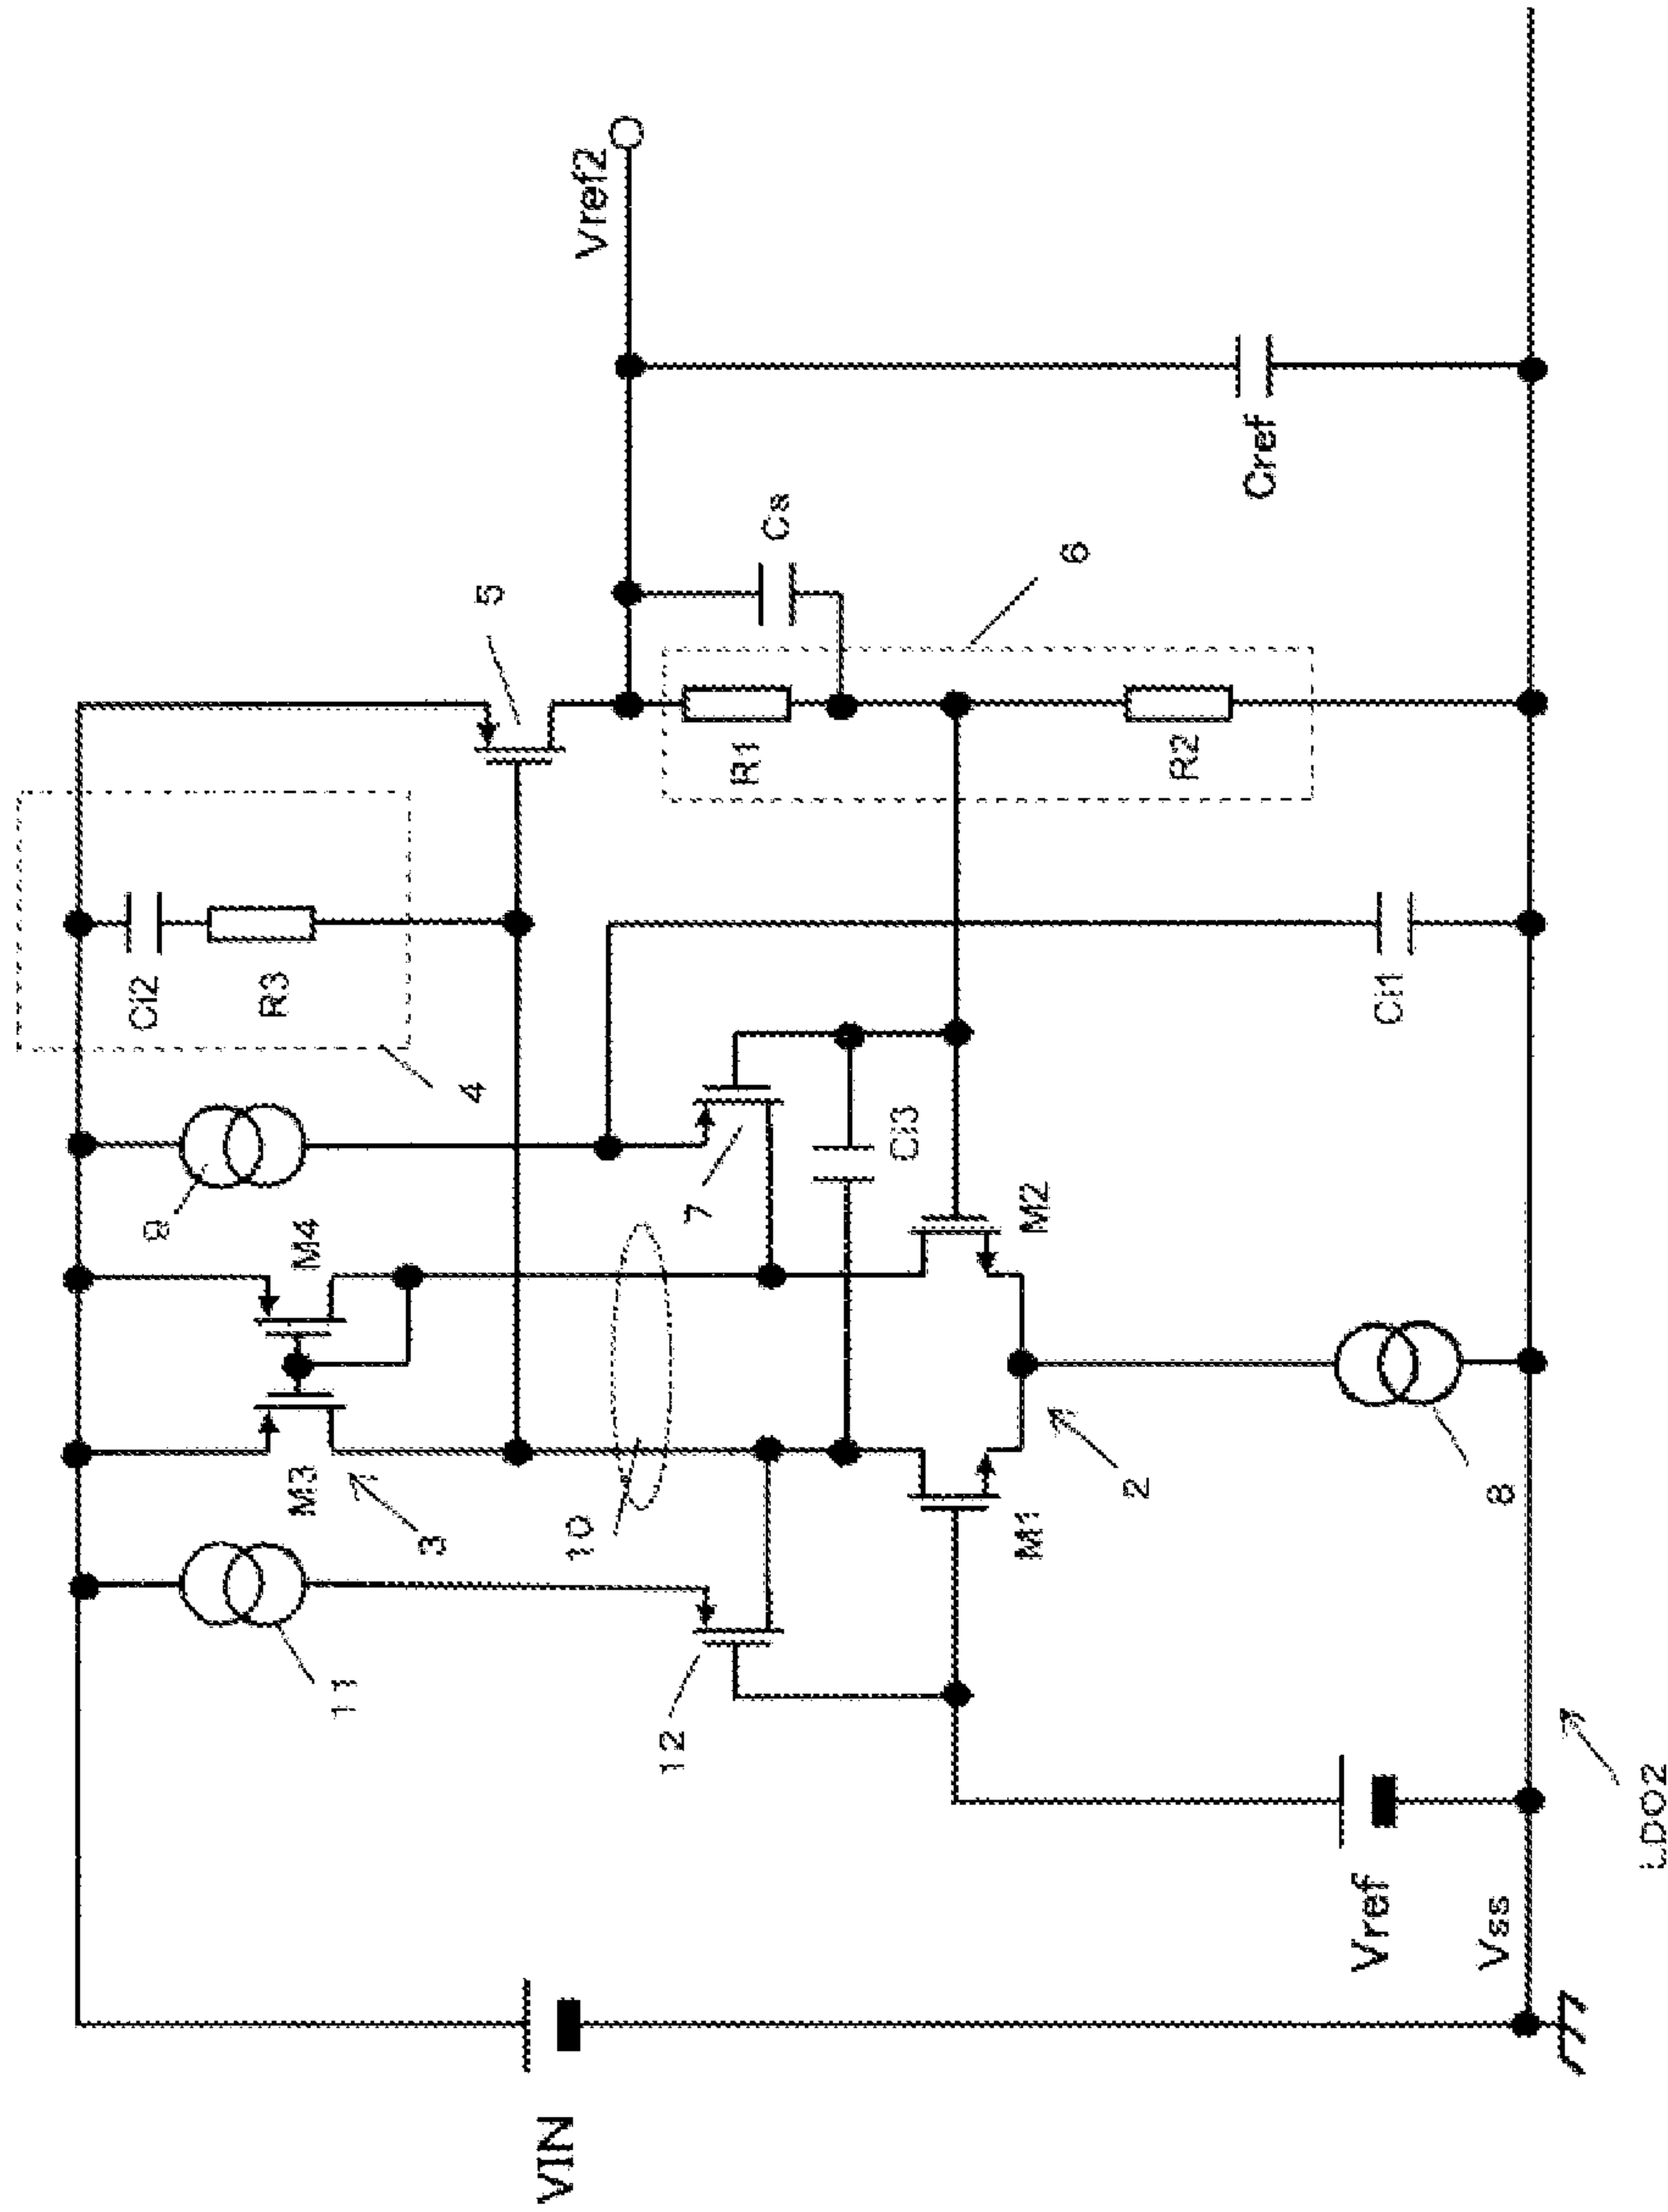 9
Ci2
M3
M4
R3
11
3
4
5
VIN
10
Vref2
12
7
R1
Cs
Ci3
M1
M2
6
2
R2
Cref
Vref
Ci1
Vss
8
LDO2